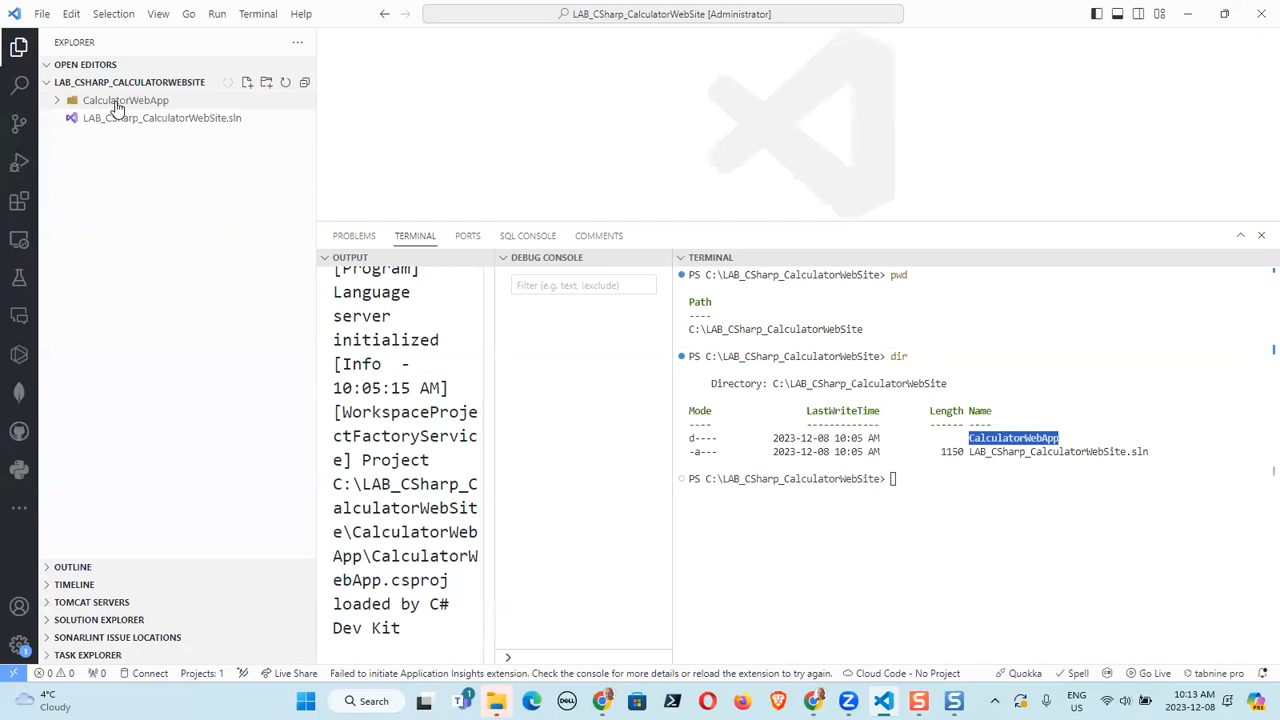 File Edit Selection View Go Run Terminal Help
LAB_CSharp_CalculatorWebSite [Administrator]
EXPLORER
OPEN EDITORS
LAB_CSHARP_CALCULATORWEBSITE
CalculatorWebApp
LAB_CSharp_CalculatorWebSite.sln
OUTLINE
TIMELINE
TOMCAT SERVERS
SOLUTION EXPLORER
SONARLINT ISSUE LOCATIONS
TASK EXPLORER
PROBLEMS TERMINAL PORTS SQL CONSOLE COMMENTS
OUTPUT
[Program]
Language
server
initialized
[Info -
10:05:15 AM]
[WorkspaceProje
ctFactoryServic
e] Project
C:\LAB_CSharp_C
alculatorWebSit
e\CalculatorWeb
App\CalculatorW
ebApp.csproj
loaded by C#
Dev Kit
DEBUG CONSOLE
Filter (e.g. text, !exclude)
TERMINAL
PS C:\LAB_CSharp_CalculatorWebSite> pwd
Path
----
C:\LAB_CSharp_CalculatorWebSite
PS C:\LAB_CSharp_CalculatorWebSite> dir
Directory: C:\LAB_CSharp_CalculatorWebSite
Mode LastWriteTime Length Name
---- ------------- ------ ----
d---- 2023-12-08 10:05 AM CalculatorWebApp
-a--- 2023-12-08 10:05 AM 1150 LAB_CSharp_CalculatorWebSite.sln
PS C:\LAB_CSharp_CalculatorWebSite>
0 0 0 Connect Projects: 1 Live Share Failed to initiate Application Insights extension. Check the console for more details or reload the extension to try again. Cloud Code - No Project Quokka Spell Go Live tabnine pro
4°C
Cloudy
Search
1
DELL
ENG
US
10:13 AM
2023-12-08